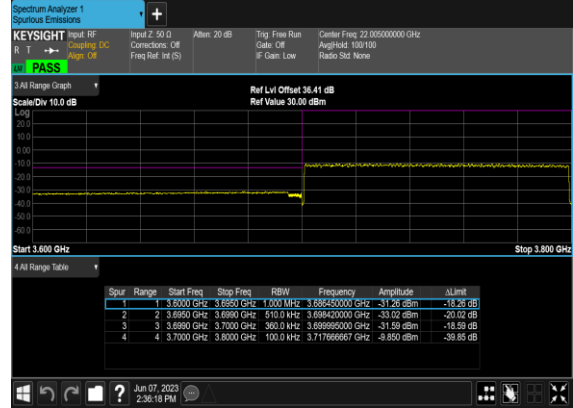 Spectrum Analyzer 1
Spurious Emissions
KEYSIGHT Input: RF Input Z: 50 Ω Atten: 20 dB Trig: Free Run Center Freq: 22.005000000 GHz
R T Coupling: DC Corrections: Off Gate: Off Avg|Hold: 100/100
Align: Off Freq Ref: Int (S) IF Gain: Low Radio Std: None
PASS
3 All Range Graph
Ref Lvl Offset 36.41 dB
Scale/Div 10.0 dB Ref Value 30.00 dBm
Log
20.0
10.0
0.00
-10.0
-20.0
-30.0
-40.0
-50.0
-60.0
Start 3.600 GHz Stop 3.800 GHz
4 All Range Table
Spur Range Start Freq Stop Freq RBW Frequency Amplitude ΔLimit
1 1 3.6000 GHz 3.6950 GHz 1.000 MHz 3.686450000 GHz -31.26 dBm -18.26 dB
2 2 3.6950 GHz 3.6990 GHz 510.0 kHz 3.698420000 GHz -33.02 dBm -20.02 dB
3 3 3.6990 GHz 3.7000 GHz 360.0 kHz 3.699995000 GHz -31.59 dBm -18.59 dB
4 4 3.7000 GHz 3.8000 GHz 100.0 kHz 3.717666667 GHz -9.850 dBm -39.85 dB
Jun 07, 2023
2:36:18 PM